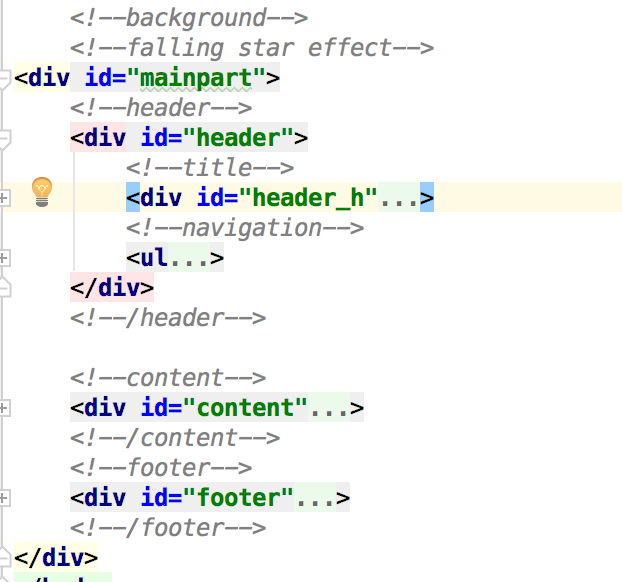 <!--background-->
<!--falling star effect-->
<div id="mainpart">
<!--header-->
<div id="header">
<!--title-->
<div id="header_h"...>
<!--navigation-->
<ul...>
</div>
<!--/header-->
<!--content-->
<div id="content"...>
<!--/content-->
<!--footer-->
<div id="footer"...>
<!--/footer-->
</div>